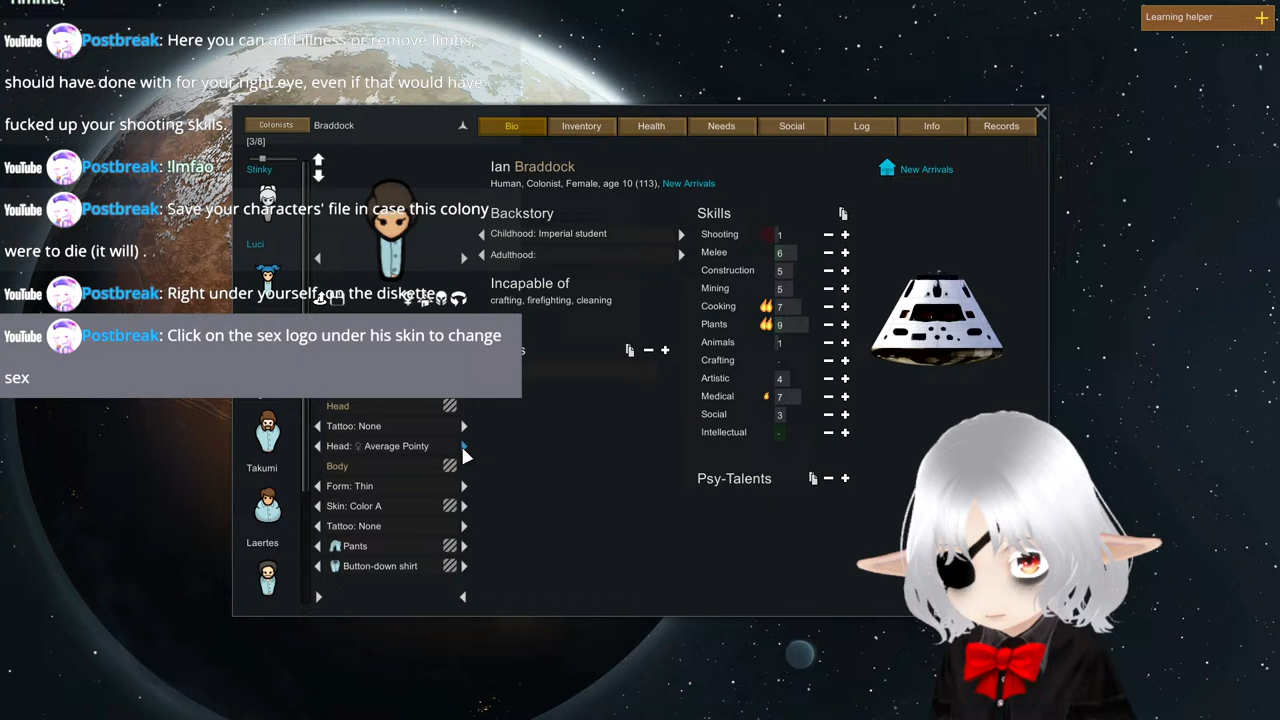 YouTube Postbreak: Here you can add illness or remove limbs,
should have done with for your right eye, even if that would have
fucked up your shooting skills.
YouTube Postbreak: !lmfao
YouTube Postbreak: Save your characters' file in case this colony
were to die (it will) .
YouTube Postbreak: Right under yourself, on the diskette
YouTube Postbreak: Click on the sex logo under his skin to change
sex
Learning helper
Colonists
Braddock
[3/8]
Stinky
Luci
Takumi
Laertes
Bio
Inventory
Health
Needs
Social
Log
Info
Records
Ian Braddock
Human, Colonist, Female, age 10 (113), New Arrivals
New Arrivals
Backstory
Childhood: Imperial student
Adulthood:
Incapable of
crafting, firefighting, cleaning
Skills
Shooting 1
Melee 6
Construction 5
Mining 5
Cooking 7
Plants 9
Animals 1
Crafting -
Artistic 4
Medical 7
Social 3
Intellectual -
Psy-Talents
Head
Tattoo: None
Head: ♀ Average Pointy
Body
Form: Thin
Skin: Color A
Tattoo: None
Pants
Button-down shirt